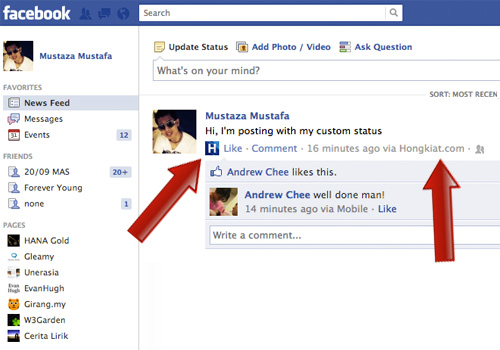 facebook
Search
Mustaza Mustafa
FAVORITES
News Feed
Messages
Events 12
FRIENDS
20/09 MAS 20+
Forever Young
none 1
PAGES
HANA Gold
Gleamy
Unerasia
Evan Hugh EvanHugh
Girang.my
W3Garden
Cerita Lirik
Update Status Add Photo / Video Ask Question
What's on your mind?
SORT: MOST RECEN
Mustaza Mustafa
Hi, I'm posting with my custom status
H Like · Comment · 16 minutes ago via Hongkiat.com ·
Andrew Chee likes this.
Andrew Chee well done man!
14 minutes ago via Mobile · Like
Write a comment...